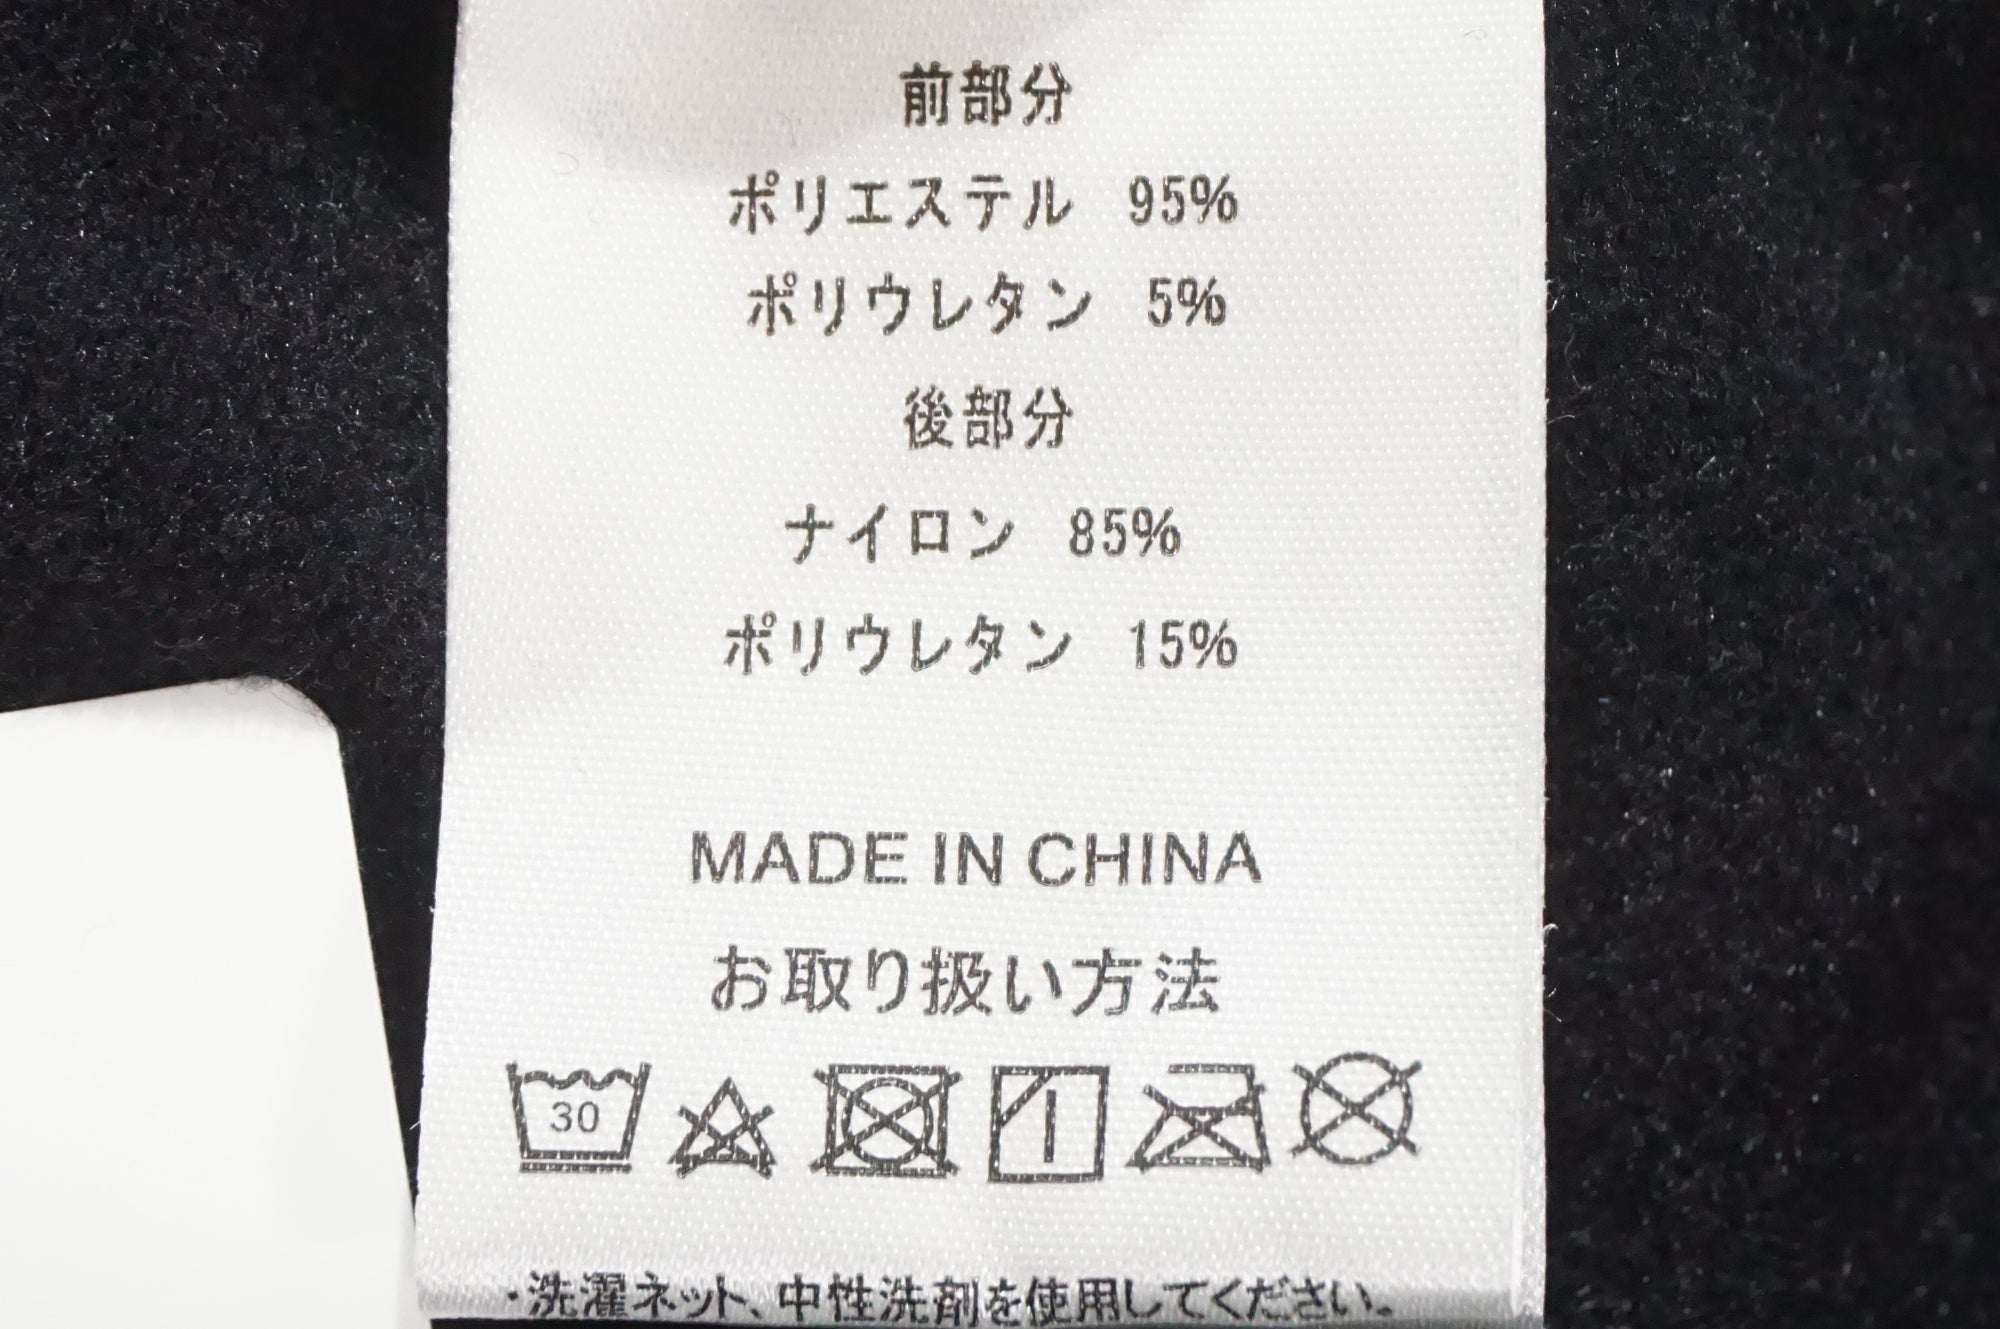 前部分
ポリエステル 95%
ポリウレタン 5%
後部分
ナイロン 85%
ポリウレタン 15%
MADE IN CHINA
お取り扱い方法
30
・洗濯ネット、中性洗剤を使用してください。